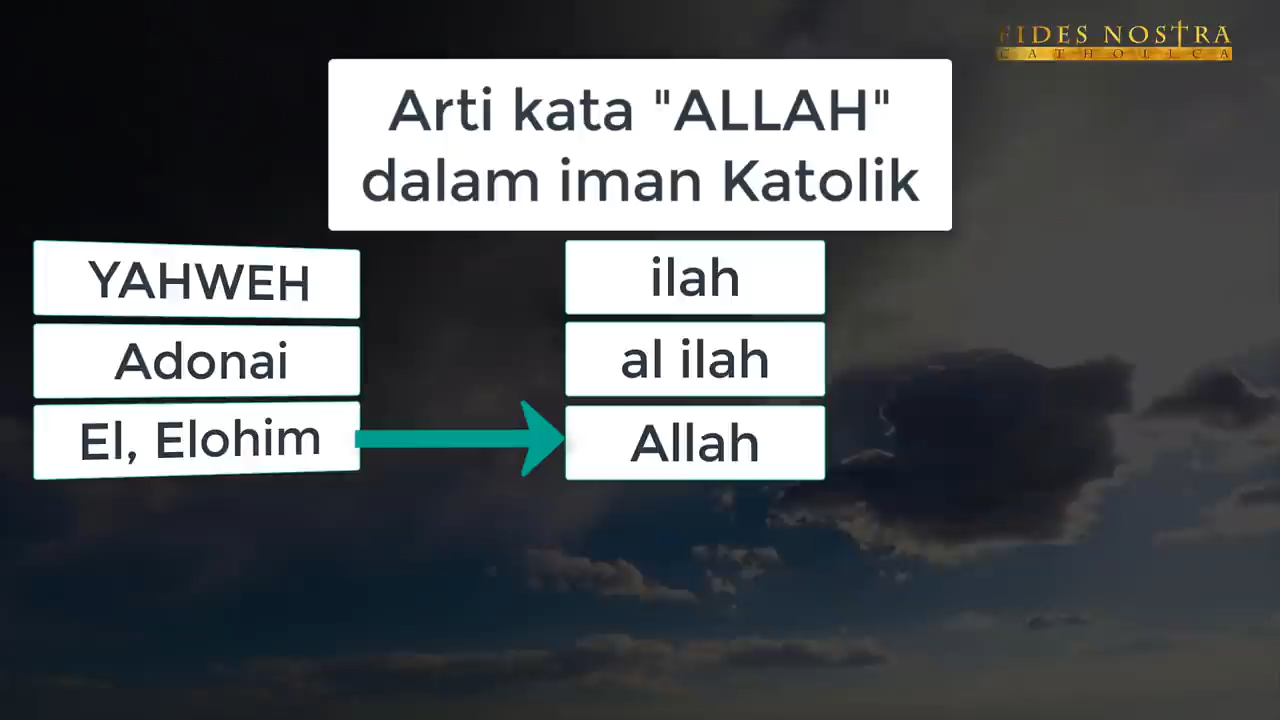 FIDES NOSTRA
CATHOLICA
Arti kata "ALLAH"
dalam iman Katolik
YAHWEH
Adonai
El, Elohim
ilah
al ilah
Allah